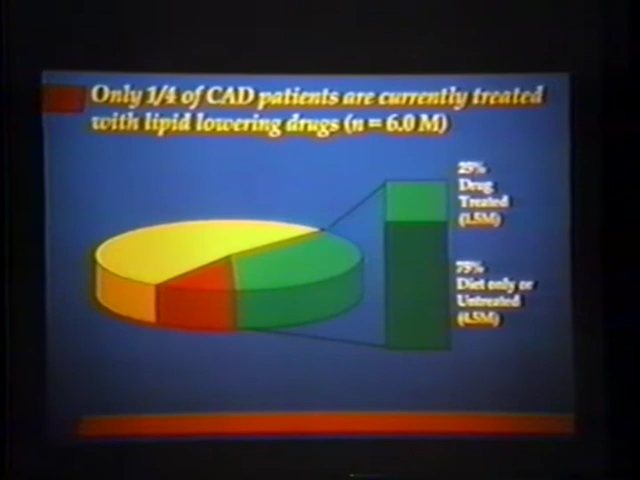 Only 1/4 of CAD patients are currently treated
with lipid lowering drugs (n = 6.0 M)
25%
Drug
Treated
(1.5M)
75%
Diet only or
Untreated
(4.5M)